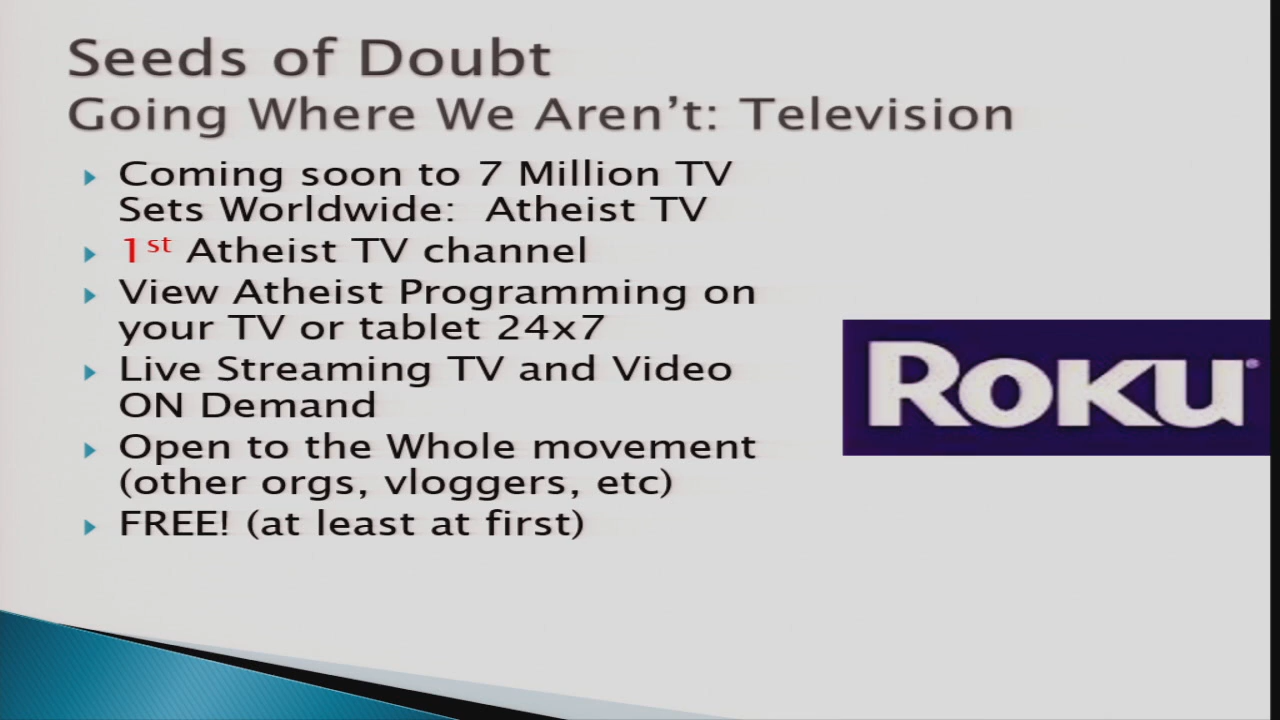 Seeds of Doubt
Going Where We Aren't: Television
Coming soon to 7 Million TV
Sets Worldwide: Atheist TV
1st Atheist TV channel
View Atheist Programming on
your TV or tablet 24x7
Live Streaming TV and Video
ON Demand
Open to the Whole movement
(other orgs, vloggers, etc)
FREE! (at least at first)
ROKU